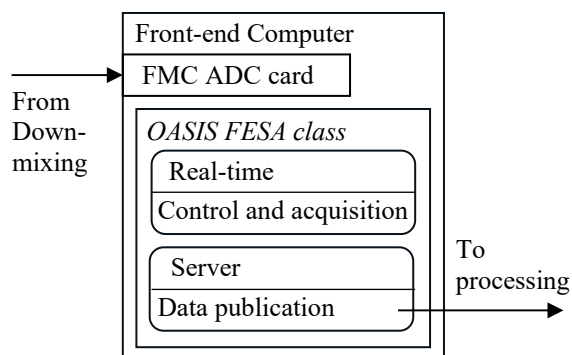 Front-end Computer
FMC ADC card
From
Down-
mixing
OASIS FESA class
Real-time
Control and acquisition
Server
Data publication
To
processing